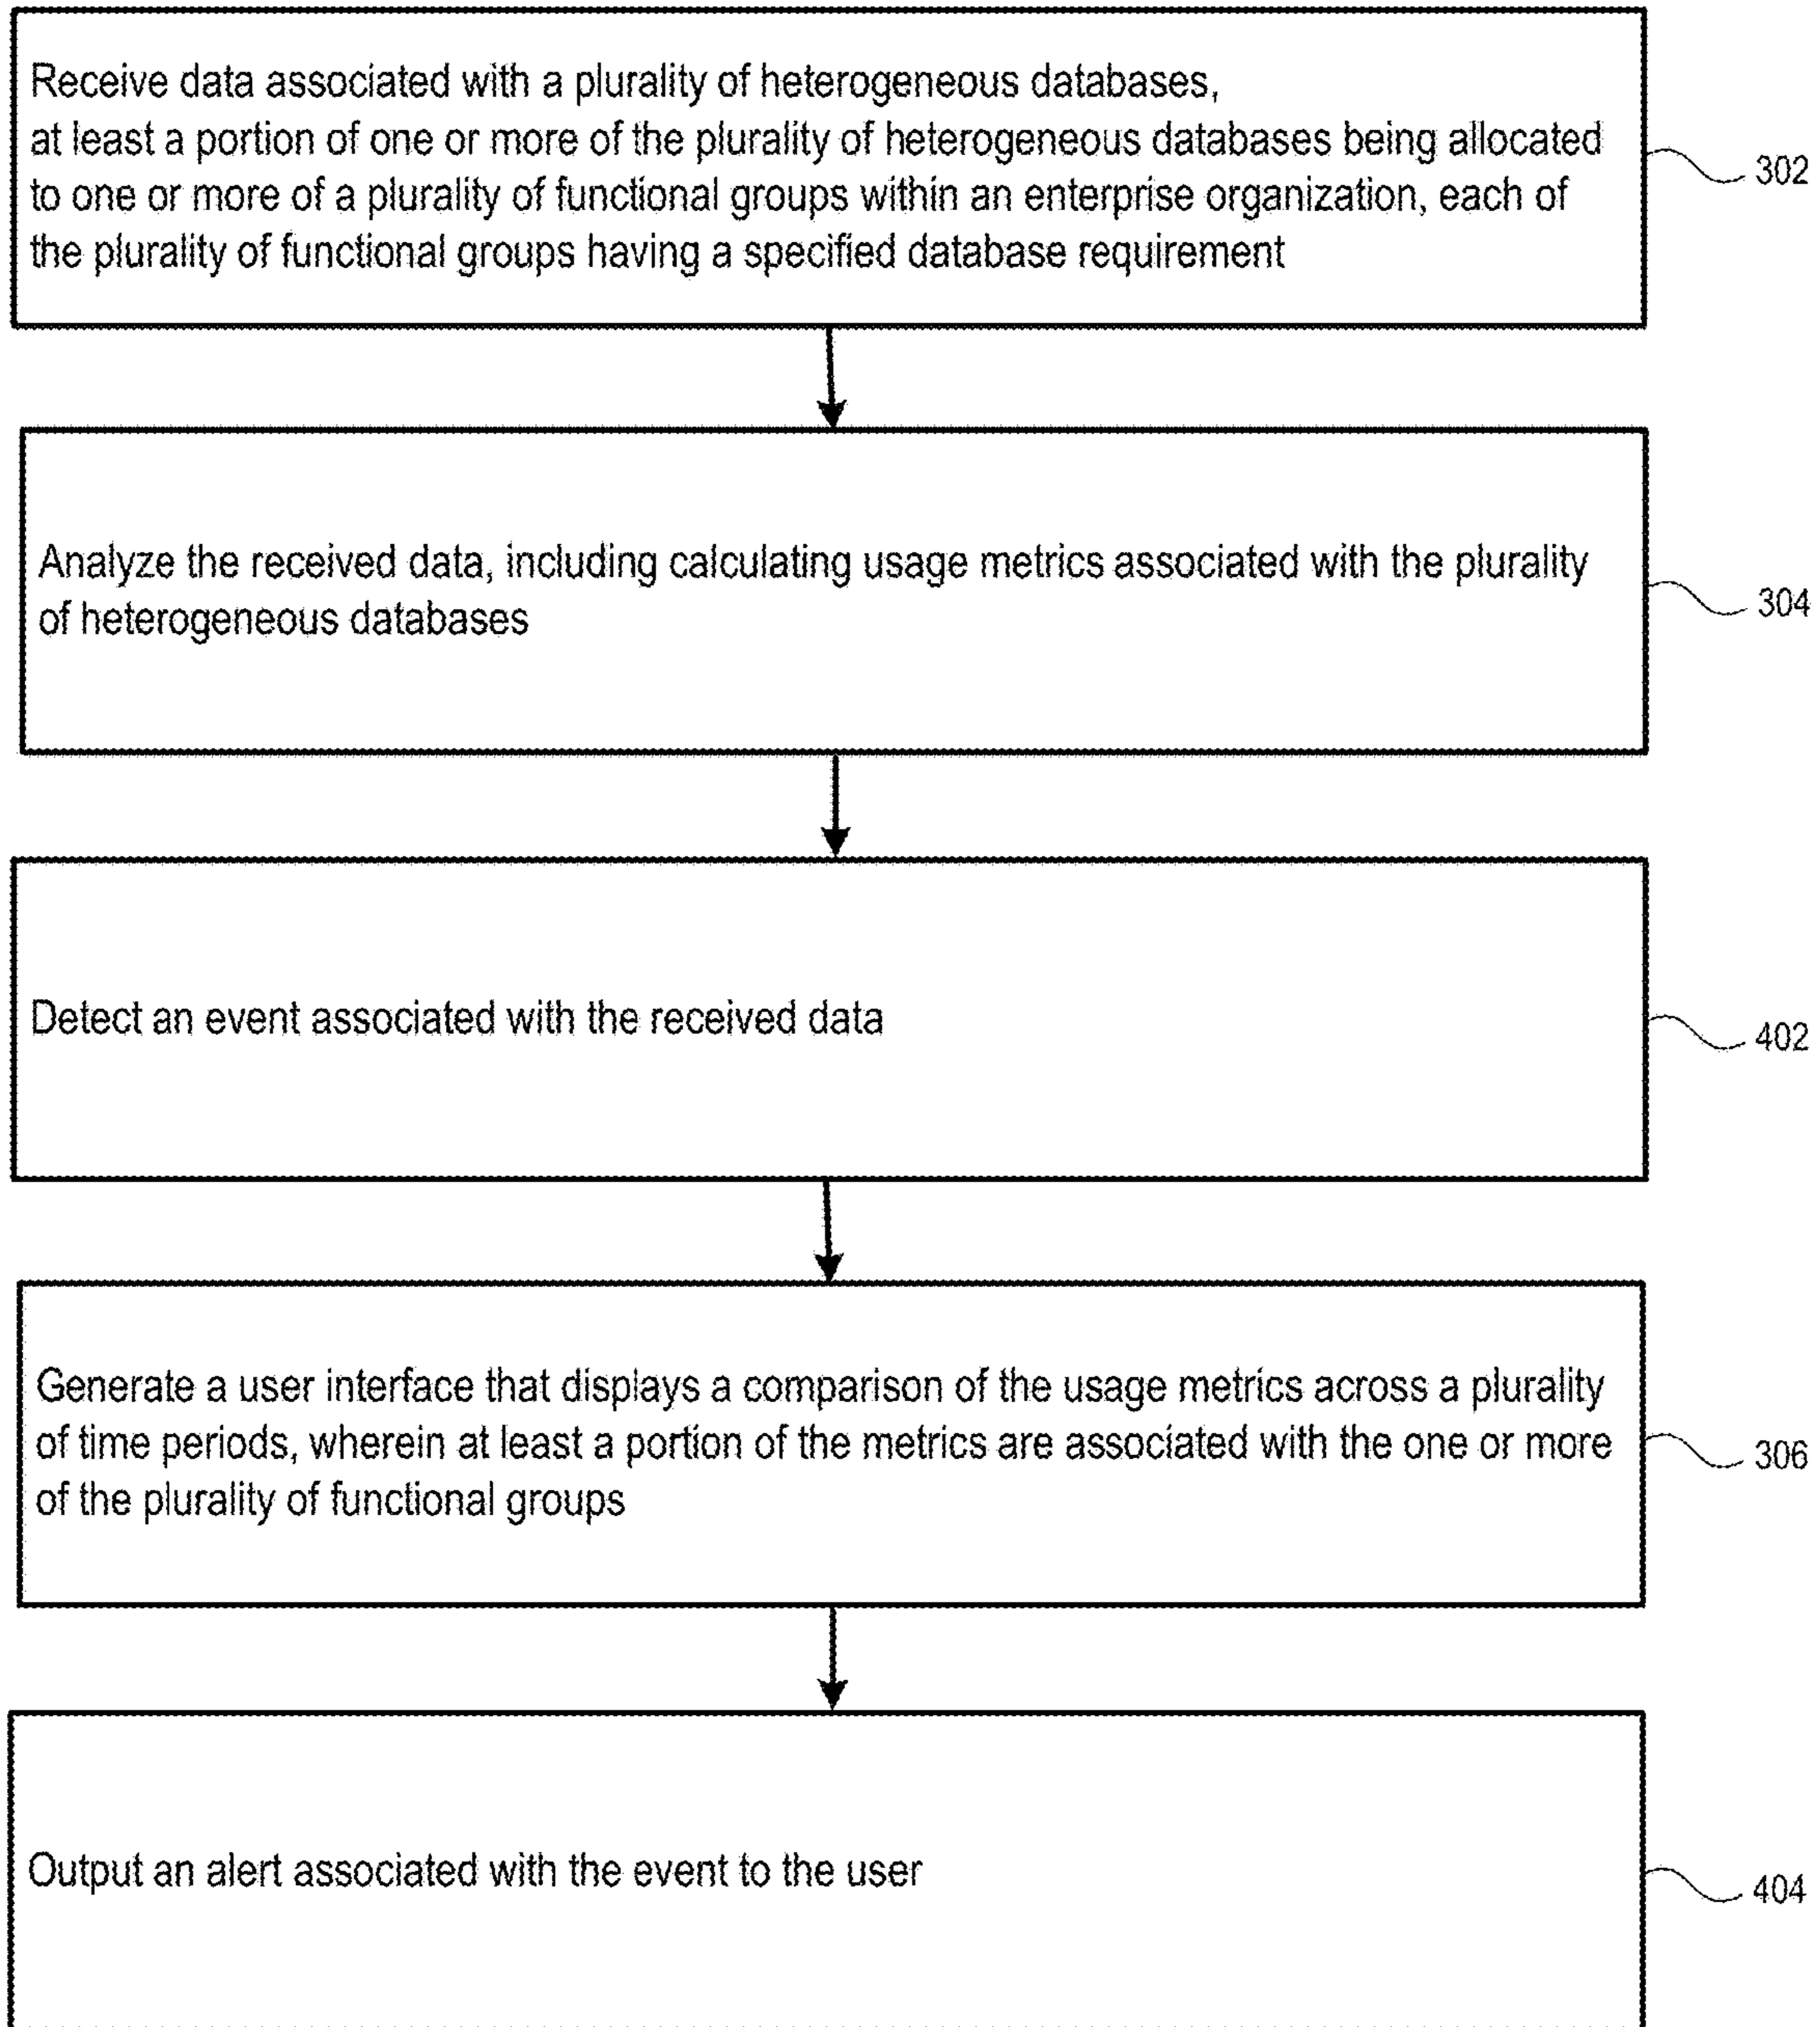 Receive data associated with a plurality of heterogeneous databases,
at least a portion of one or more of the plurality of heterogeneous databases being allocated
to one or more of a plurality of functional groups within an enterprise organization, each of
the plurality of functional groups having a specified database requirement
302
Analyze the received data, including calculating usage metrics associated with the plurality
of heterogeneous databases
304
Detect an event associated with the received data
402
Generate a user interface that displays a comparison of the usage metrics across a plurality
of time periods, wherein at least a portion of the metrics are associated with the one or more
of the plurality of functional groups
306
Output an alert associated with the event to the user
404